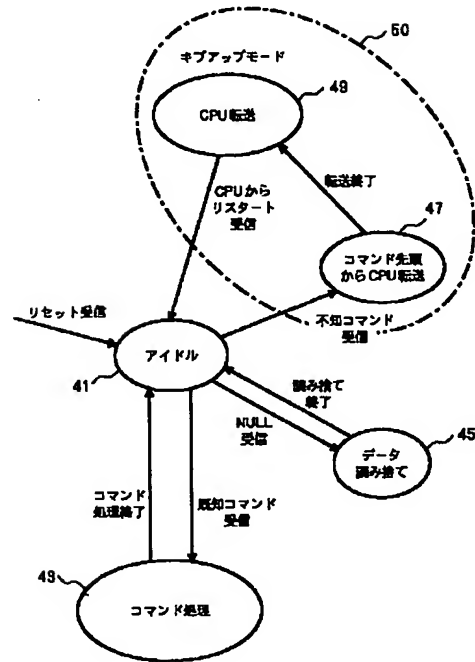 50
ギブアップモード
49
CPU転送
CPUから
リスタート
受信
転送終了
47
コマンド先頭
からCPU転送
リセット受信
不知コマンド
受信
アイドル
41
読み捨て
終了
NULL
受信
45
データ
読み捨て
コマンド
処理終了
既知コマンド
受信
43
コマンド処理